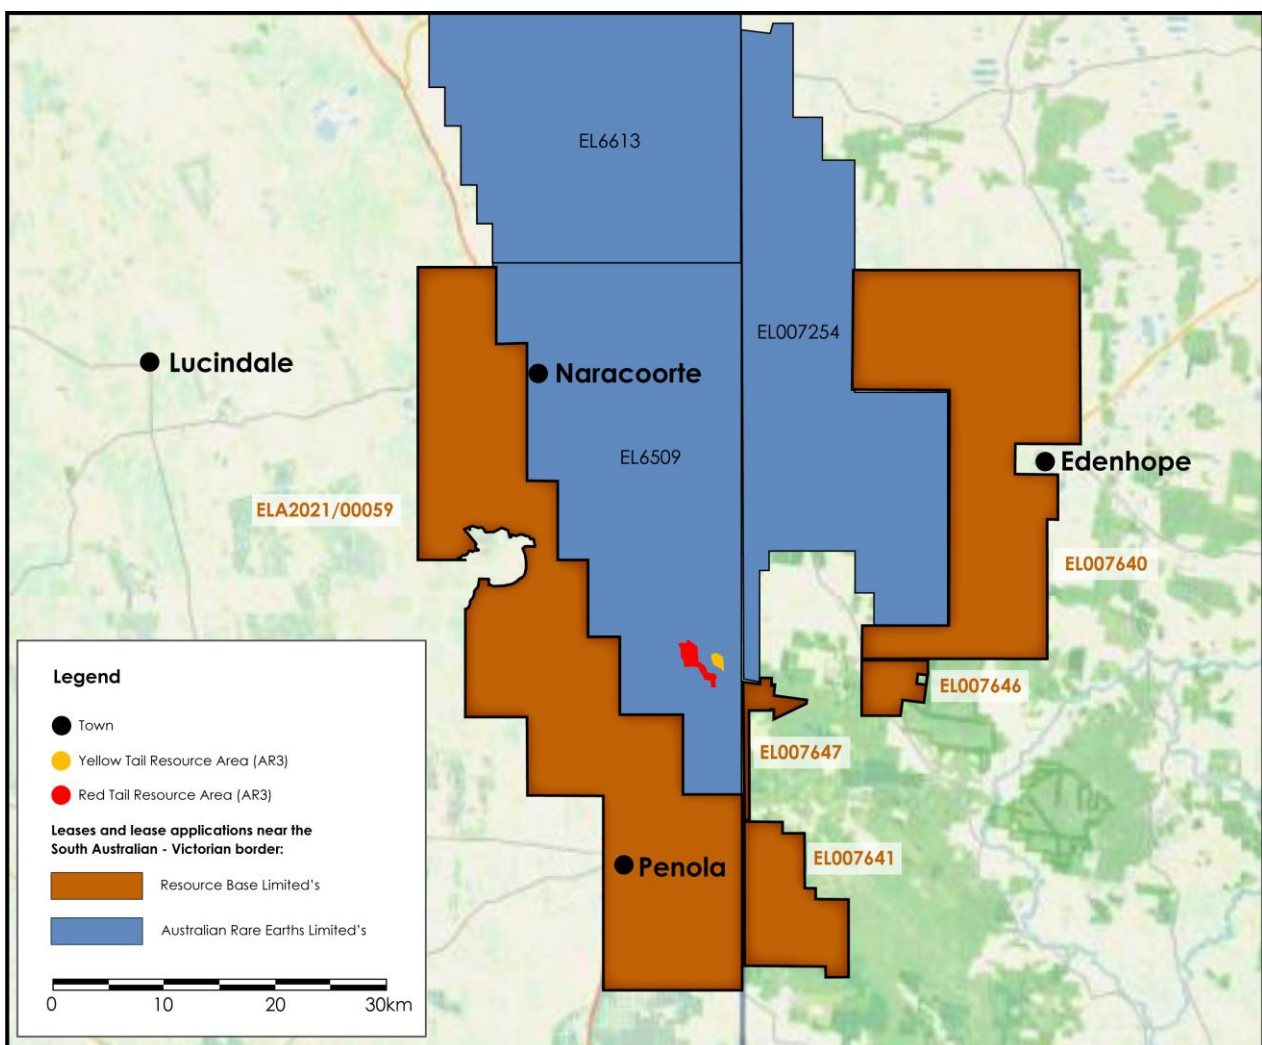 EL6613
EL007254
Lucindale
Naracoorte
EL6509
Edenhope
ELA2021/00059
EL007640
EL007646
EL007647
EL007641
Penola
Legend
Town
Yellow Tail Resource Area (AR3)
Red Tail Resource Area (AR3)
Leases and lease applications near the
South Australian - Victorian border:
Resource Base Limited's
Australian Rare Earths Limited's
0 10 20 30km